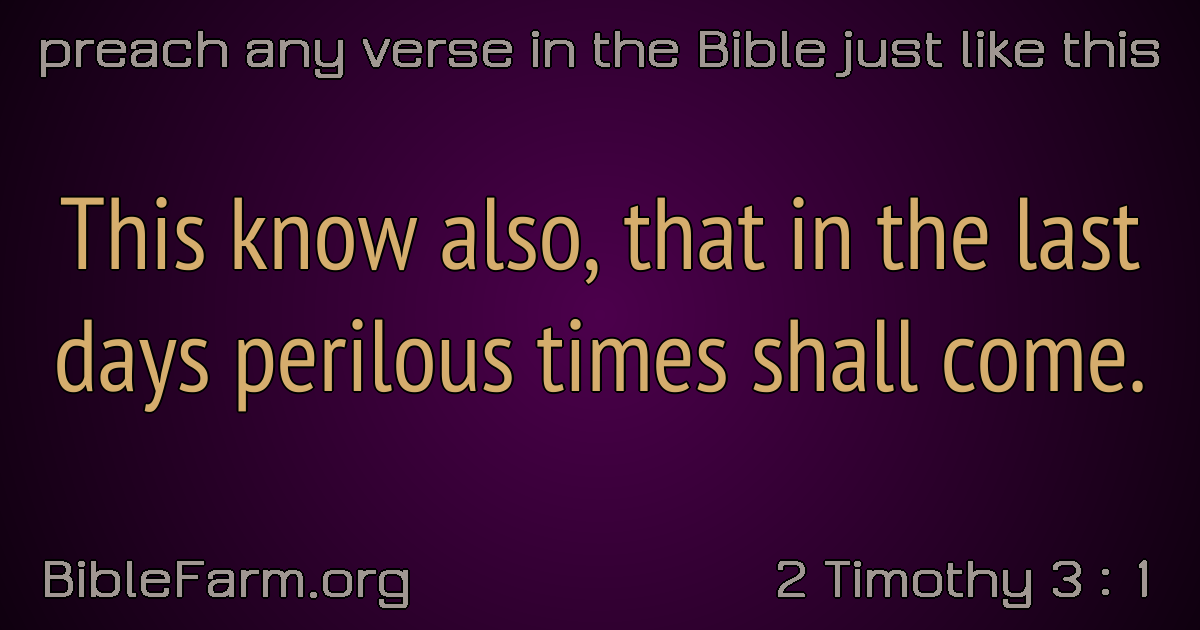 preach any verse in the Bible just like this
This know also, that in the last
days perilous times shall come.
BibleFarm.org
2 Timothy 3 : 1